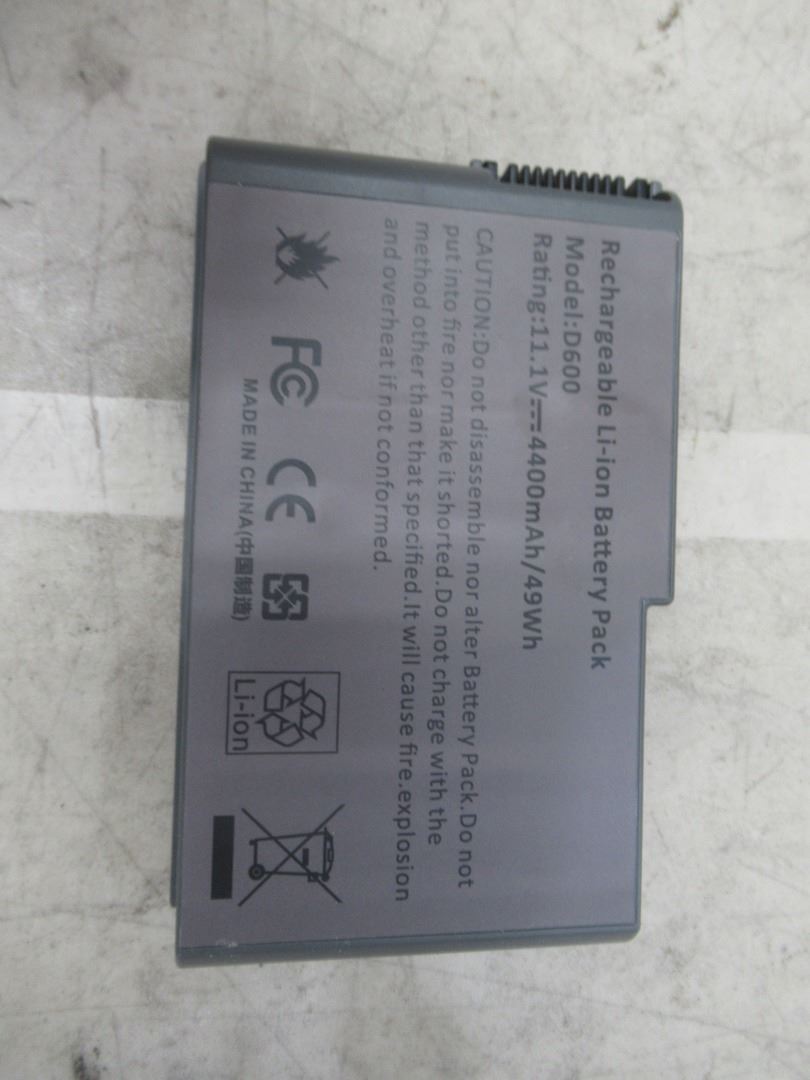 Rechargeable Li-ion Battery Pack
Model:D600
Rating:11.1V⎓4400mAh/49Wh
CAUTION:Do not disassemble nor alter Battery Pack.Do not
put into fire nor make it shorted.Do not charge with the
method other than that specified.It will cause fire.explosion
and overheat if not conformed.
FC CE
MADE IN CHINA(中国制造)
Li-ion